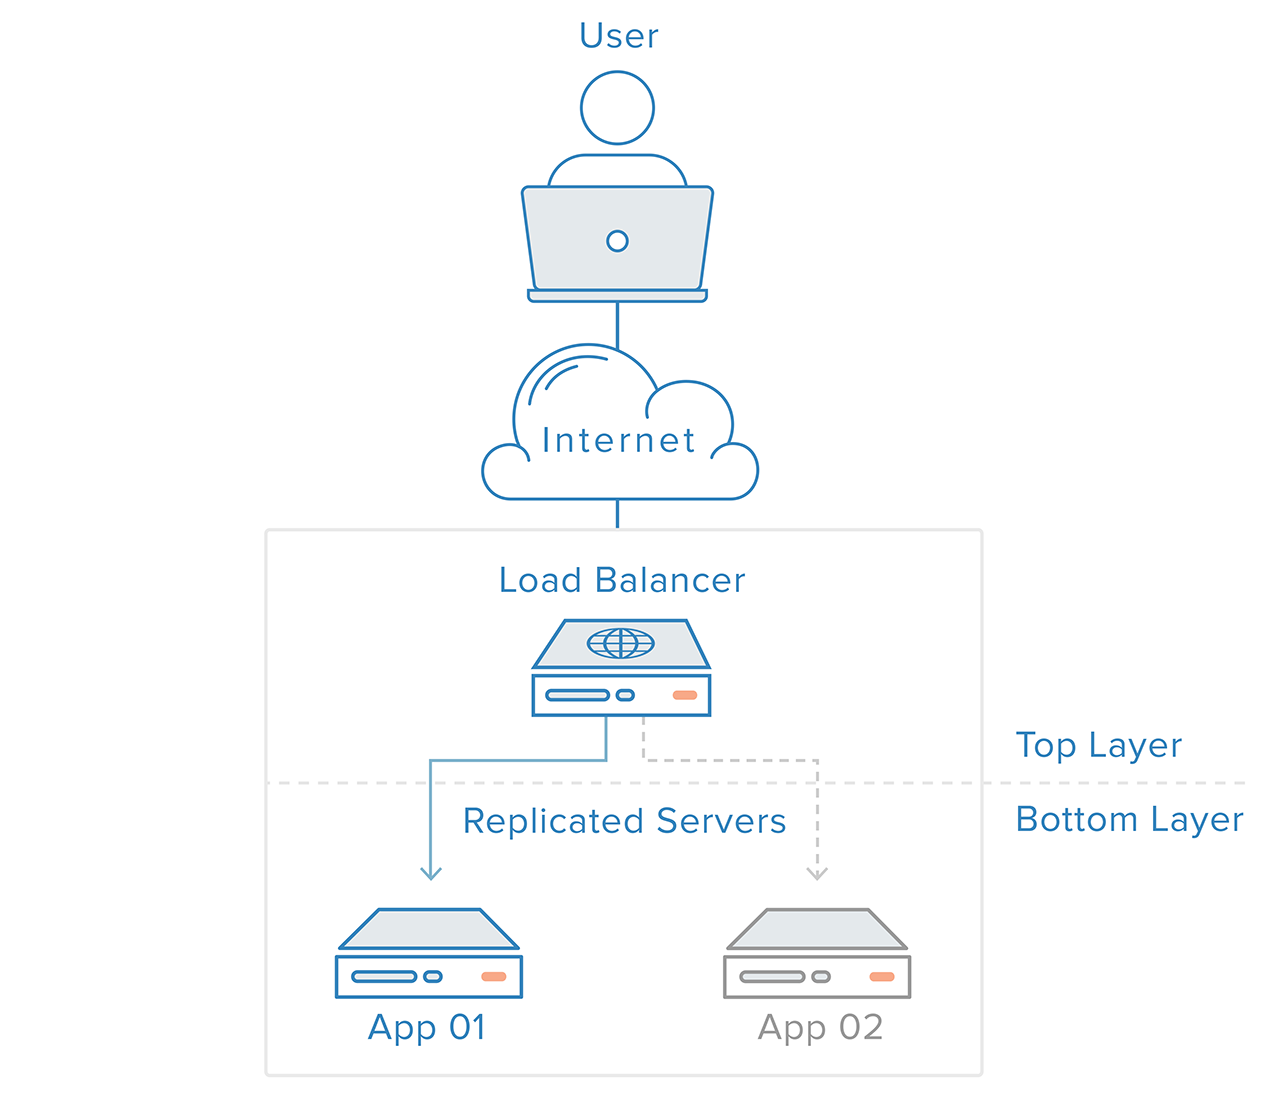 User
Internet
Load Balancer
Top Layer
Replicated Servers
Bottom Layer
App 01
App 02